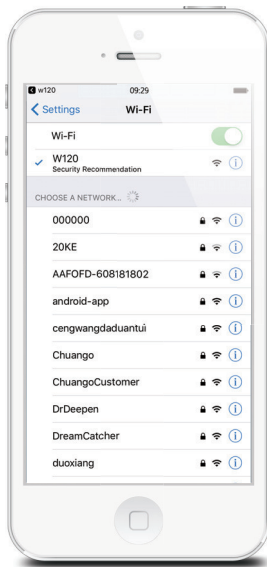 w120 09:29
Settings Wi-Fi
Wi-Fi
W120
Security Recommendation
CHOOSE A NETWORK...
000000
20KE
AAFOFD-608181802
android-app
cengwangdaduantui
Chuango
ChuangoCustomer
DrDeepen
DreamCatcher
duoxiang